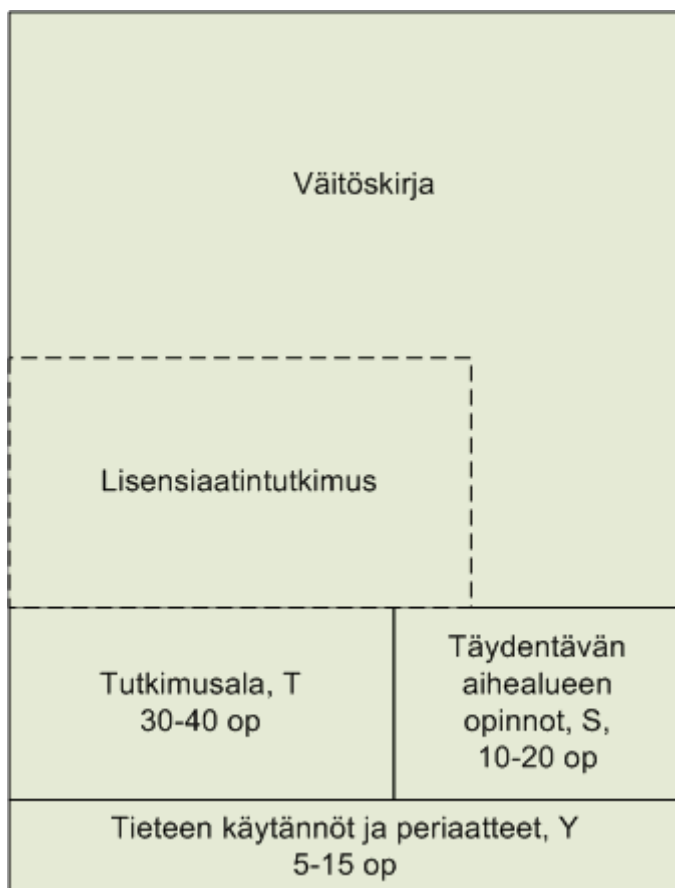 Väitöskirja
Lisensiaatintutkimus
Tutkimusala, T
30-40 op
Täydentävän
aihealueen
opinnot, S,
10-20 op
Tieteen käytännöt ja periaatteet, Y
5-15 op